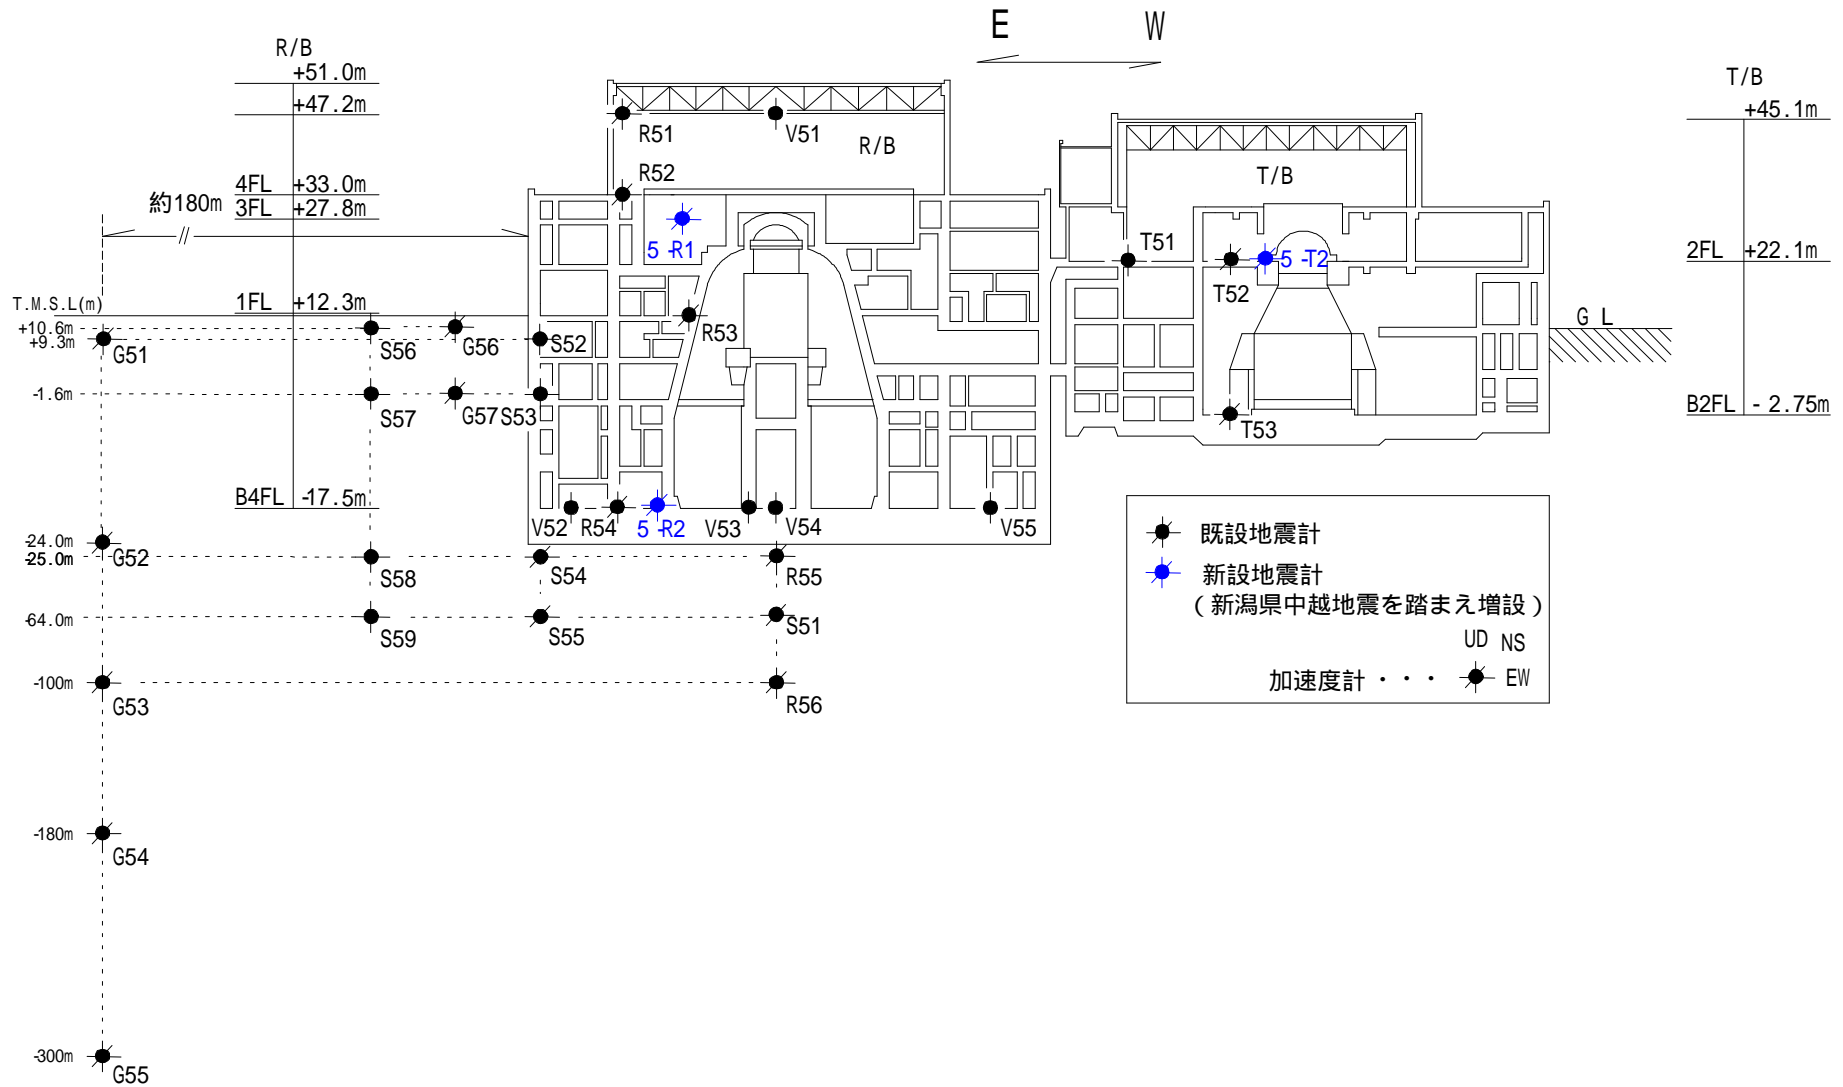 E W
R/B
+51.0m
+47.2m
4FL +33.0m
3FL +27.8m
約180m
1FL +12.3m
B4FL -17.5m
T.M.S.L(m)
+10.6m
+9.3m
-1.6m
-24.0m
-25.0m
-64.0m
-100m
-180m
-300m
G51
G52
G53
G54
G55
S56
G56
S52
S57
G57
S53
S58
S54
R55
S59
S55
S51
R56
R51
V51
R/B
R52
5-R1
R53
V52
R54
5-R2
V53
V54
V55
T/B
T51
T52
5-T2
T53
G L
T/B
+45.1m
2FL +22.1m
B2FL -2.75m
既設地震計
新設地震計
(新潟県中越地震を踏まえ増設)
UD NS
加速度計・・・ EW